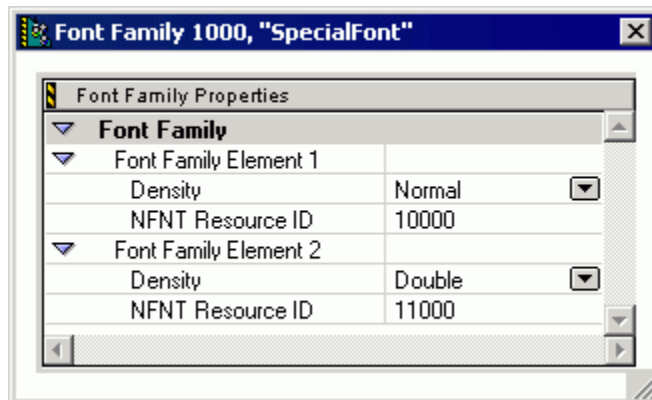 Font Family 1000, "SpecialFont"
Font Family Properties
Font Family
Font Family Element 1
Density Normal
NFNT Resource ID 10000
Font Family Element 2
Density Double
NFNT Resource ID 11000